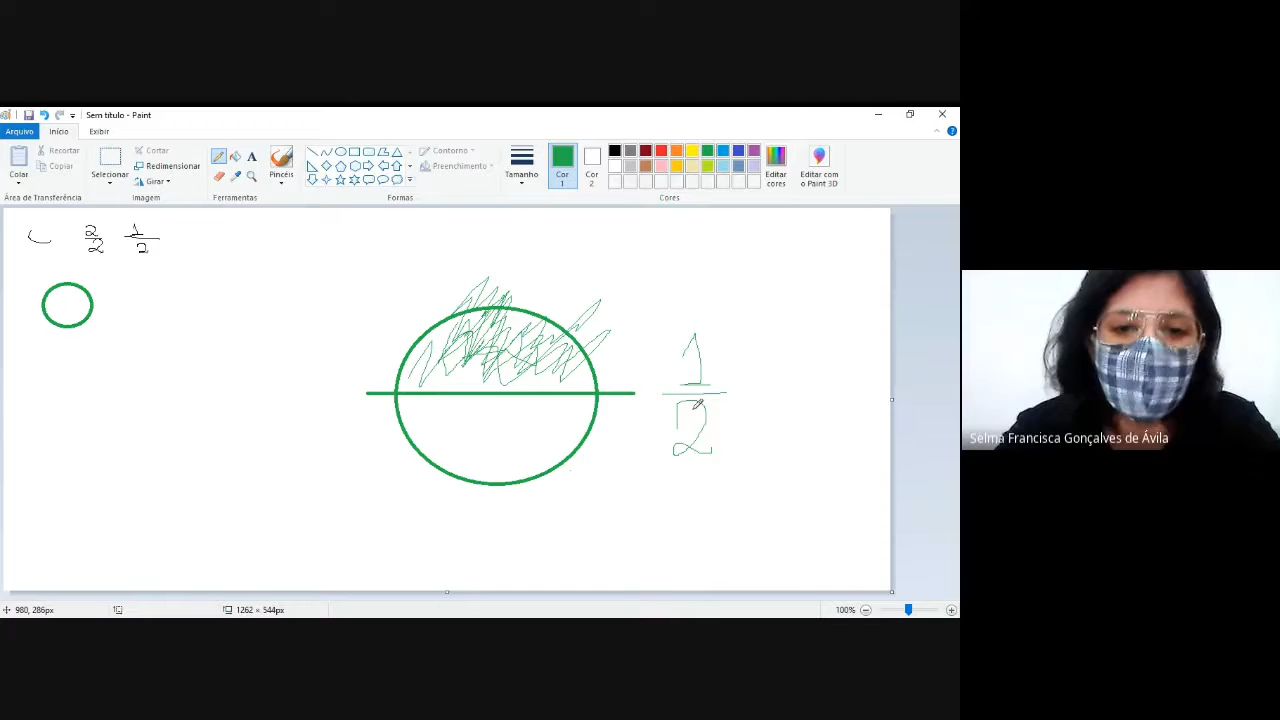 Sem título - Paint
Arquivo Início Exibir
Colar
Recortar
Copiar
Área de Transferência
Selecionar
Cortar
Redimensionar
Girar
Imagem
A
Ferramentas
Pincéis
Contorno
Preenchimento
Formas
Tamanho
Cor 1
Cor 2
Editar cores
Editar com o Paint 3D
Cores
2 1
2 2
1
2
Selma Francisca Gonçalves de Ávila
980, 286px
1262 × 544px
100%